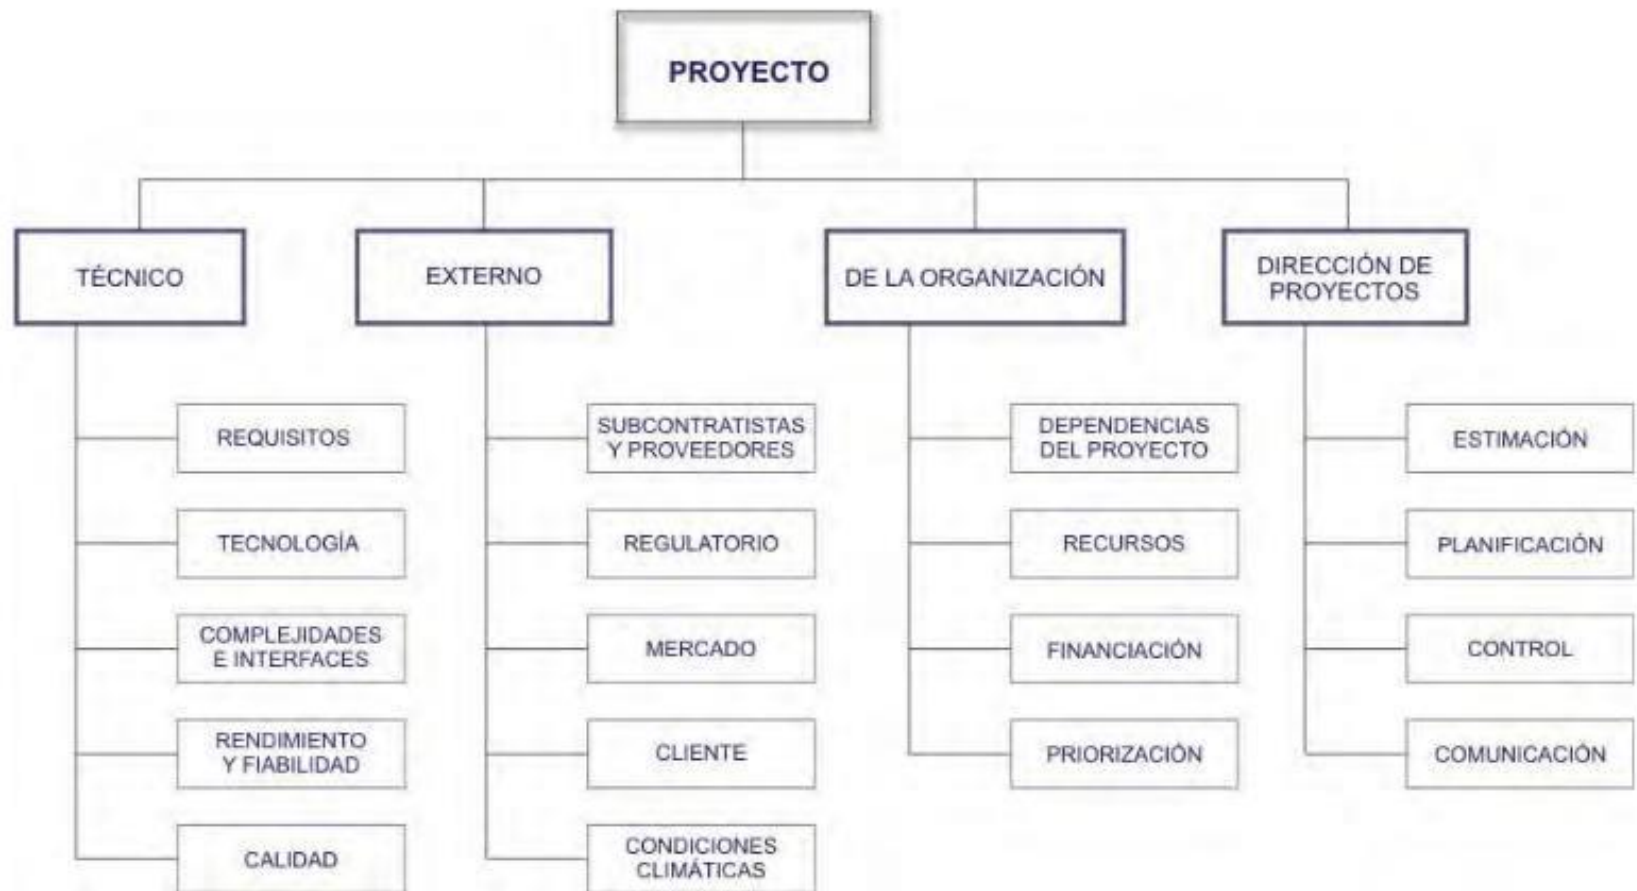 PROYECTO
TÉCNICO
EXTERNO
DE LA ORGANIZACIÓN
DIRECCIÓN DE
PROYECTOS
REQUISITOS
TECNOLOGÍA
COMPLEJIDADES
E INTERFACES
RENDIMIENTO
Y FIABILIDAD
CALIDAD
SUBCONTRATISTAS
Y PROVEEDORES
REGULATORIO
MERCADO
CLIENTE
CONDICIONES
CLIMÁTICAS
DEPENDENCIAS
DEL PROYECTO
RECURSOS
FINANCIACIÓN
PRIORIZACIÓN
ESTIMACIÓN
PLANIFICACIÓN
CONTROL
COMUNICACIÓN